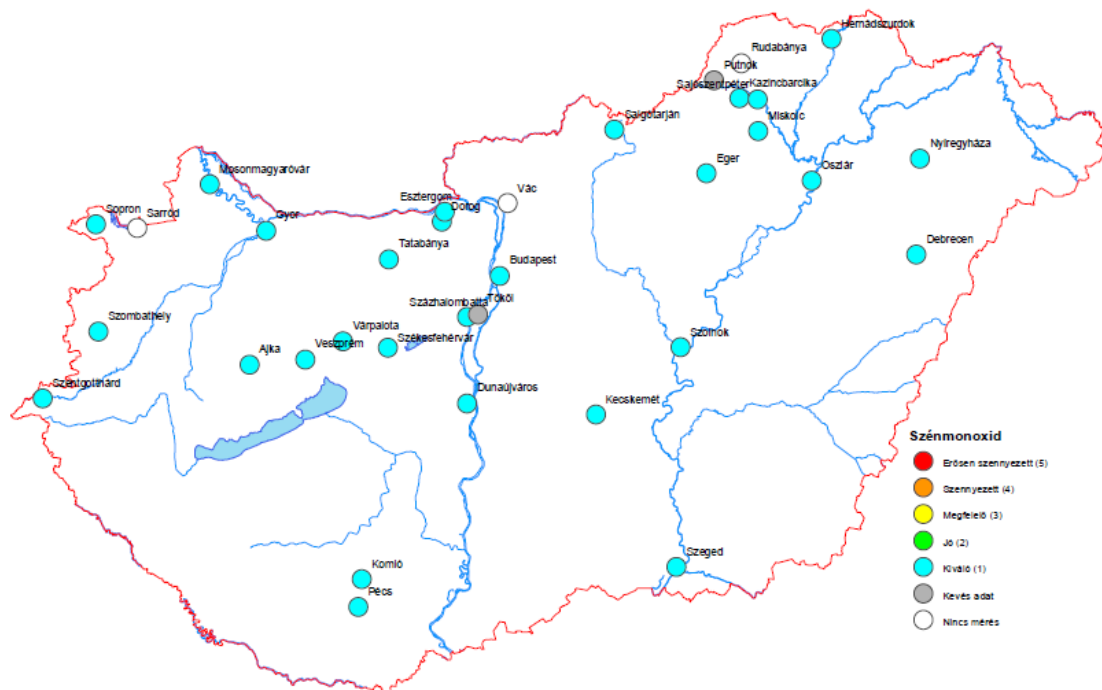 Hernádszurdok
Rudabánya
Putnok
Sajószentpéter
Kazincbarcika
Salgótarján
Miskolc
Nyíregyháza
Eger
Oszlár
Mosonmagyaróvár
Vác
Esztergom
Dorog
Sopron
Sarród
Gyor
Tatabánya
Debrecen
Budapest
Százhalombatta
Tököl
Szombathely
Várpalota
Székesfehérvár
Veszprém
Ajka
Szolnok
Szentgotthárd
Dunaújváros
Kecskemét
Szeged
Komló
Pécs
Szénmonoxid
Erősen szennyezett (5)
Szennyezett (4)
Megfelelő (3)
Jó (2)
Kiváló (1)
Kevés adat
Nincs mérés